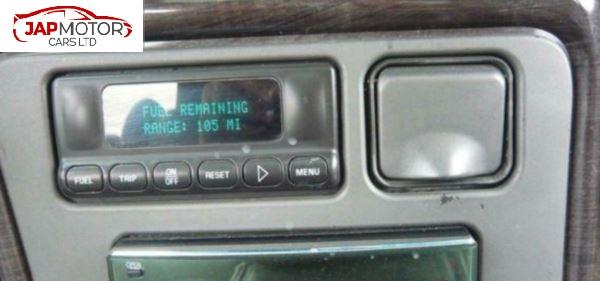 JAPMOTOR
CARS LTD
FUEL REMAINING
RANGE: 105 MI
FUEL
TRIP
ON
OFF
RESET
MENU